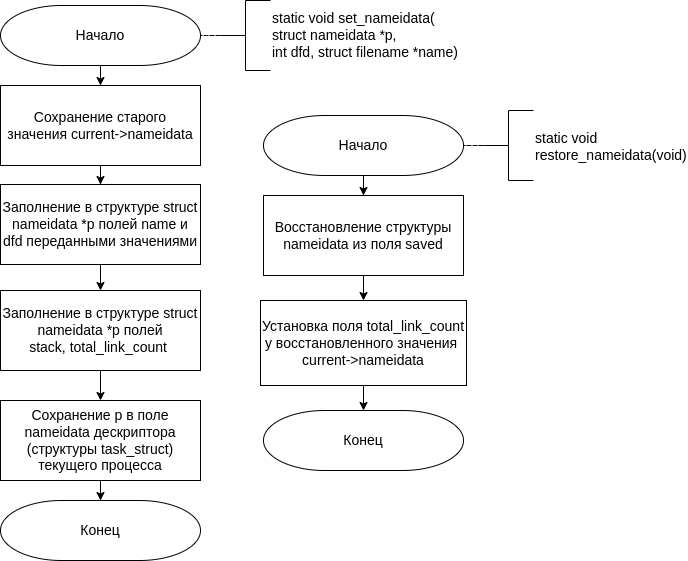 Начало
static void set_nameidata(
struct nameidata *p,
int dfd, struct filename *name)
Сохранение старого
значения current->nameidata
Заполнение в структуре struct
nameidata *p полей name и
dfd переданными значениями
Заполнение в структуре struct
nameidata *p полей
stack, total_link_count
Сохранение p в поле
nameidata дескриптора
(структуры task_struct)
текущего процесса
Конец
Начало
static void
restore_nameidata(void)
Восстановление структуры
nameidata из поля saved
Установка поля total_link_count
у восстановленного значения
current->nameidata
Конец